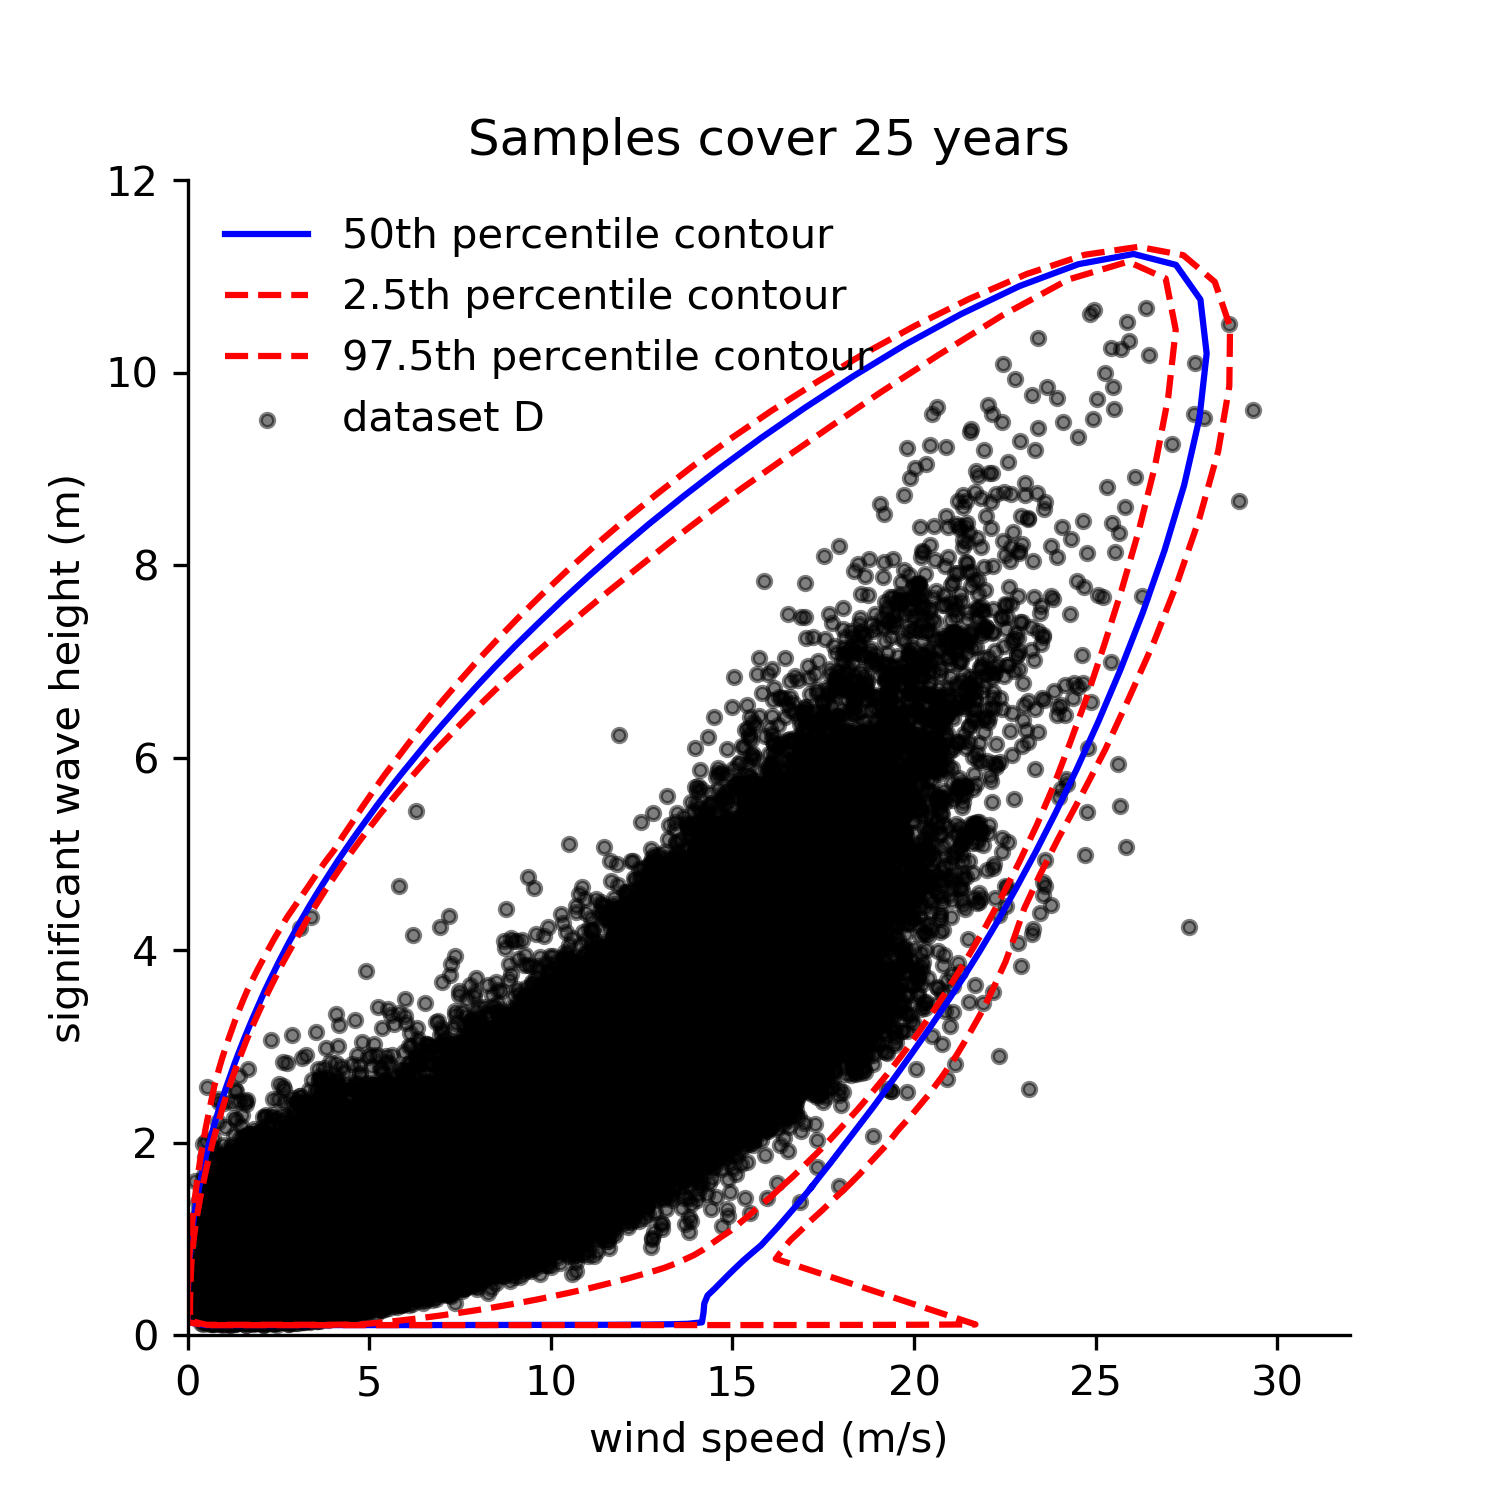 Samples cover 25 years
12
10
8
6
4
2
0
significant wave height (m)
50th percentile contour
2.5th percentile contour
97.5th percentile contour
dataset D
0 5 10 15 20 25 30
wind speed (m/s)